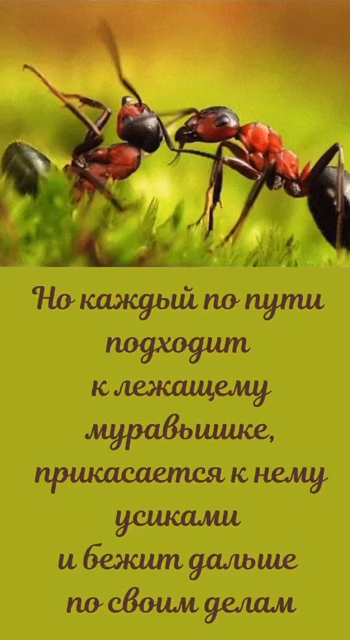 Но каждый по пути
подходит
к лежащему
муравьишке,
прикасается к нему
усиками
и бежит дальше
по своим делам